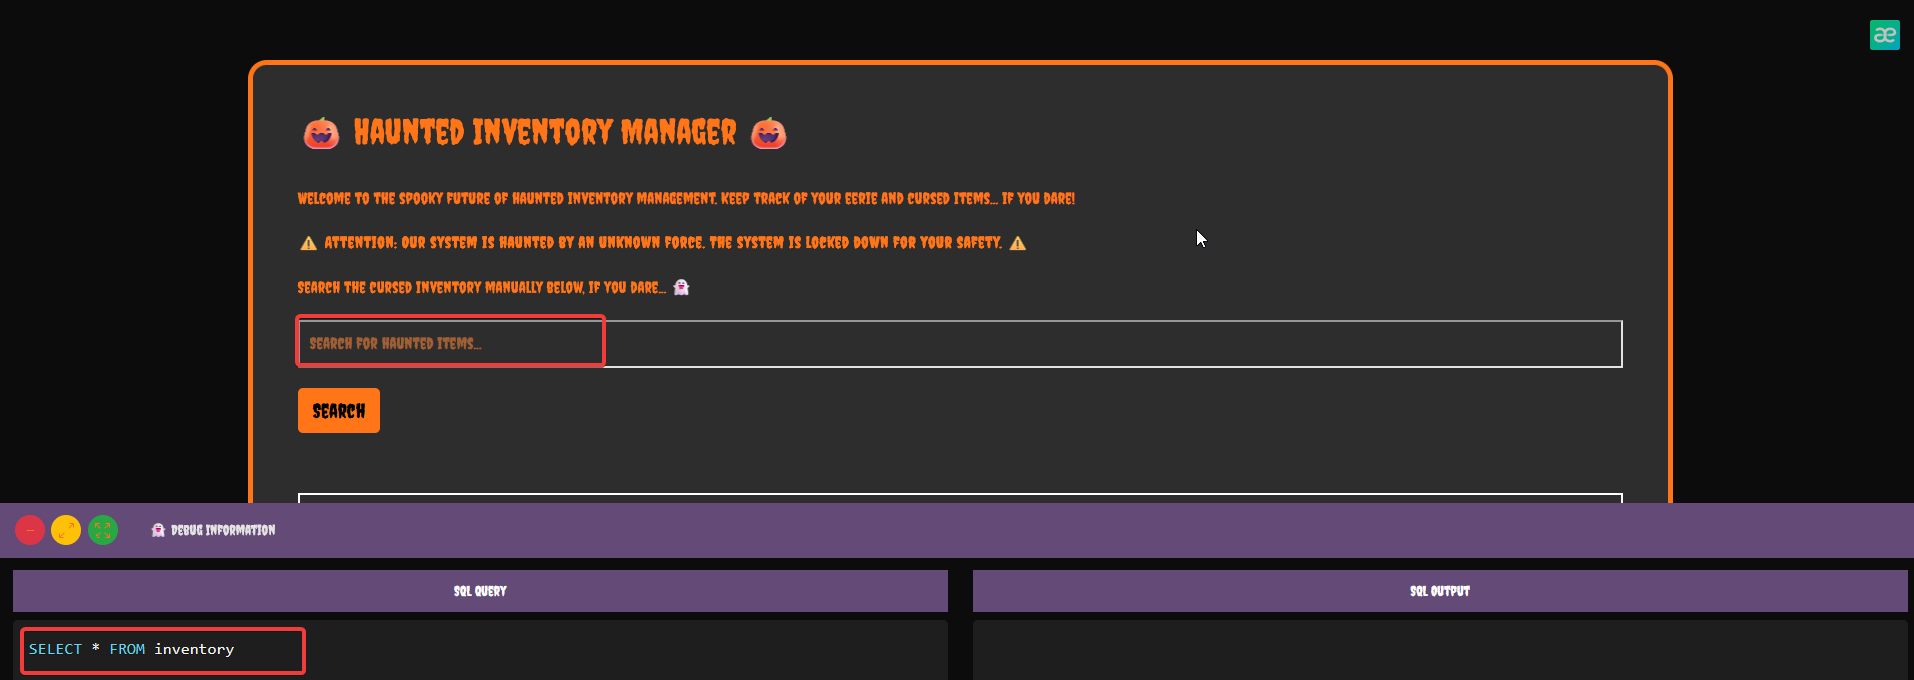 æ
HAUNTED INVENTORY MANAGER
WELCOME TO THE SPOOKY FUTURE OF HAUNTED INVENTORY MANAGEMENT. KEEP TRACK OF YOUR EERIE AND CURSED ITEMS... IF YOU DARE!
ATTENTION: OUR SYSTEM IS HAUNTED BY AN UNKNOWN FORCE. THE SYSTEM IS LOCKED DOWN FOR YOUR SAFETY.
SEARCH THE CURSED INVENTORY MANUALLY BELOW, IF YOU DARE...
SEARCH FOR HAUNTED ITEMS...
SEARCH
DEBUG INFORMATION
SQL QUERY
SQL OUTPUT
SELECT * FROM inventory